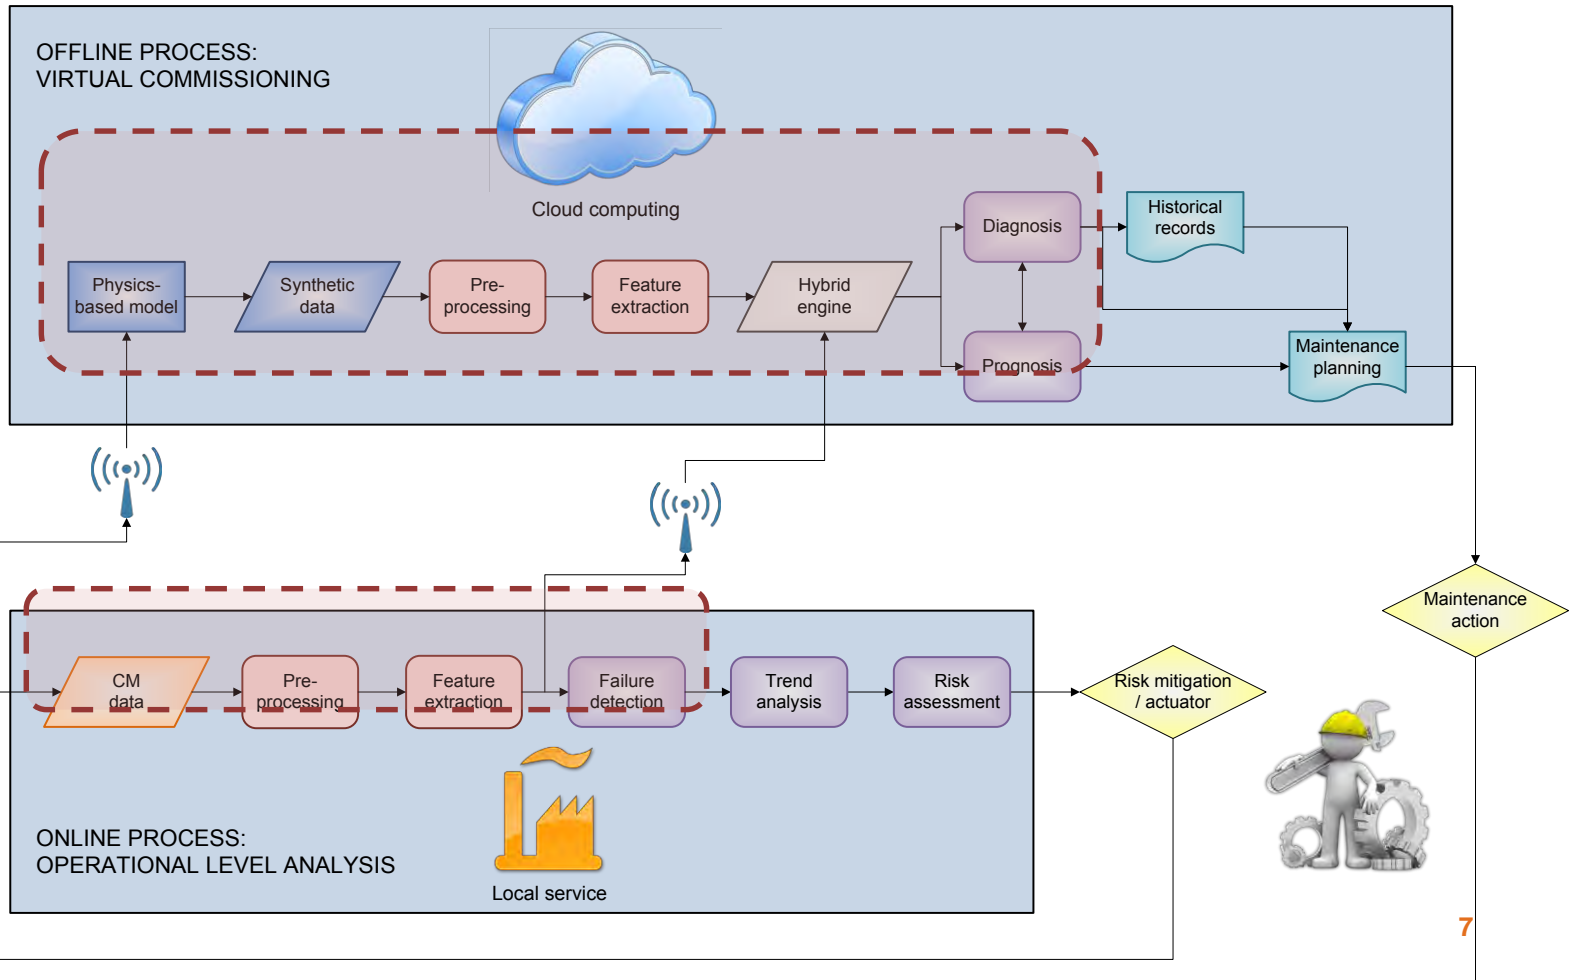 OFFLINE PROCESS:
VIRTUAL COMMISSIONING
Cloud computing
Physics-
based model
Synthetic
data
Pre-
processing
Feature
extraction
Hybrid
engine
Diagnosis
Prognosis
Historical
records
Maintenance
planning
Maintenance
action
CM
data
Pre-
processing
Feature
extraction
Failure
detection
Trend
analysis
Risk
assessment
Risk mitigation
/ actuator
ONLINE PROCESS:
OPERATIONAL LEVEL ANALYSIS
Local service
7